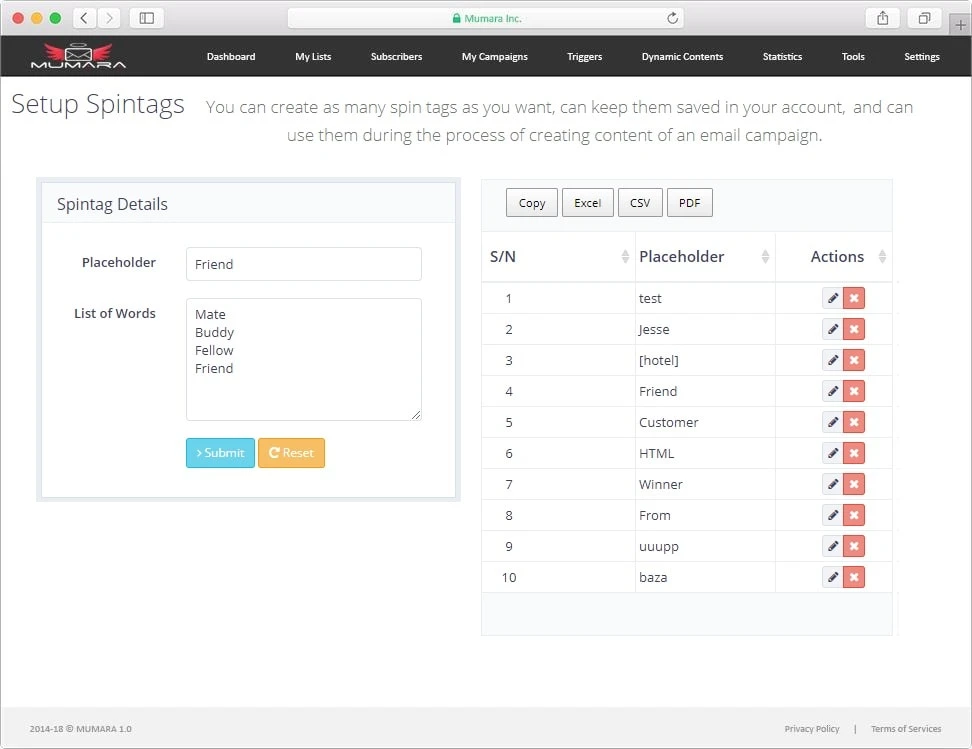 Mumara Inc.
MUMARA
Dashboard
My Lists
Subscribers
My Campaigns
Triggers
Dynamic Contents
Statistics
Tools
Settings
Setup Spintags
You can create as many spin tags as you want, can keep them saved in your account, and can
use them during the process of creating content of an email campaign.
Spintag Details
Placeholder
Friend
List of Words
Mate
Buddy
Fellow
Friend
Submit
Reset
Copy
Excel
CSV
PDF
S/N
Placeholder
Actions
1 test
2 Jesse
3 [hotel]
4 Friend
5 Customer
6 HTML
7 Winner
8 From
9 uuupp
10 baza
2014-18 © MUMARA 1.0
Privacy Policy | Terms of Services